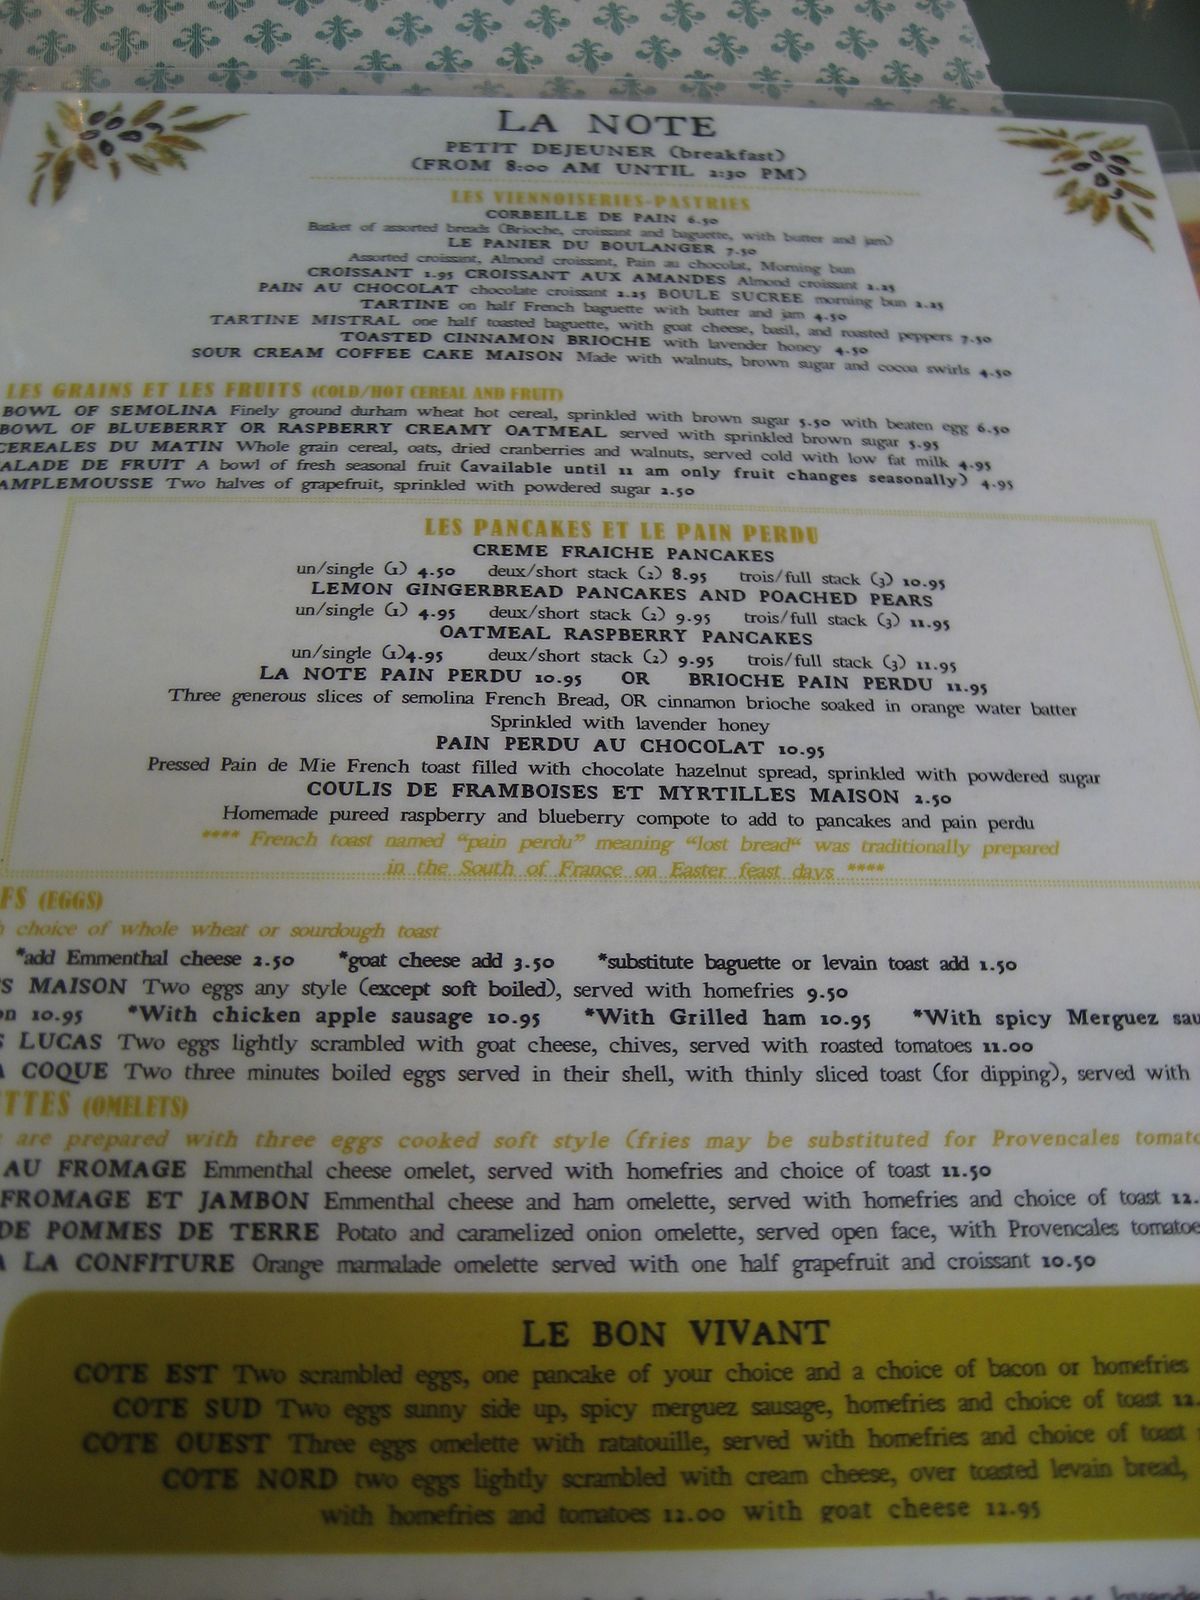 LA NOTE
PETIT DEJEUNER (breakfast)
(FROM 8:00 AM UNTIL 2:30 PM)
LES VIENNOISERIES-PASTRIES
CORBEILLE DE PAIN 6.50
Basket of assorted breads (Brioche, croissant and baguette, with butter and jam)
LE PANIER DU BOULANGER 7.50
Assorted croissant, Almond croissant, Pain au chocolat, Morning bun
CROISSANT 1.95 CROISSANT AUX AMANDES Almond croissant 2.25
PAIN AU CHOCOLAT chocolate croissant 2.25 BOULE SUCREE morning bun 2.25
TARTINE on half French baguette with butter and jam 4.50
TARTINE MISTRAL one half toasted baguette, with goat cheese, basil, and roasted peppers 7.50
TOASTED CINNAMON BRIOCHE with lavender honey 4.50
SOUR CREAM COFFEE CAKE MAISON Made with walnuts, brown sugar and cocoa swirls 4.50
LES GRAINS ET LES FRUITS (COLD/HOT CEREAL AND FRUIT)
BOWL OF SEMOLINA Finely ground durham wheat hot cereal, sprinkled with brown sugar 5.50 with beaten egg 6.50
BOWL OF BLUEBERRY OR RASPBERRY CREAMY OATMEAL served with sprinkled brown sugar 5.95
CEREALES DU MATIN Whole grain cereal, oats, dried cranberries and walnuts, served cold with low fat milk 4.95
ALADE DE FRUIT A bowl of fresh seasonal fruit (available until 11 am only fruit changes seasonally) 4.95
AMPLEMOUSSE Two halves of grapefruit, sprinkled with powdered sugar 2.50
LES PANCAKES ET LE PAIN PERDU
CREME FRAICHE PANCAKES
un/single (1) 4.50 deux/short stack (2) 8.95 trois/full stack (3) 10.95
LEMON GINGERBREAD PANCAKES AND POACHED PEARS
un/single (1) 4.95 deux/short stack (2) 9.95 trois/full stack (3) 11.95
OATMEAL RASPBERRY PANCAKES
un/single (1)4.95 deux/short stack (2) 9.95 trois/full stack (3) 11.95
LA NOTE PAIN PERDU 10.95 OR BRIOCHE PAIN PERDU 11.95
Three generous slices of semolina French Bread, OR cinnamon brioche soaked in orange water batter
Sprinkled with lavender honey
PAIN PERDU AU CHOCOLAT 10.95
Pressed Pain de Mie French toast filled with chocolate hazelnut spread, sprinkled with powdered sugar
COULIS DE FRAMBOISES ET MYRTILLES MAISON 2.50
Homemade pureed raspberry and blueberry compote to add to pancakes and pain perdu
**** French toast named "pain perdu" meaning "lost bread" was traditionally prepared
in the South of France on Easter feast days ****
FS (EGGS)
choice of whole wheat or sourdough toast
*add Emmenthal cheese 2.50 *goat cheese add 3.50 *substitute baguette or levain toast add 1.50
S MAISON Two eggs any style (except soft boiled), served with homefries 9.50
on 10.95 *With chicken apple sausage 10.95 *With Grilled ham 10.95 *With spicy Merguez sau
S LUCAS Two eggs lightly scrambled with goat cheese, chives, served with roasted tomatoes 11.00
A COQUE Two three minutes boiled eggs served in their shell, with thinly sliced toast (for dipping), served with
TTES (OMELETS)
are prepared with three eggs cooked soft style (fries may be substituted for Provencales tomato
AU FROMAGE Emmenthal cheese omelet, served with homefries and choice of toast 11.50
FROMAGE ET JAMBON Emmenthal cheese and ham omelette, served with homefries and choice of toast 12.
DE POMMES DE TERRE Potato and caramelized onion omelette, served open face, with Provencales tomatoe
A LA CONFITURE Orange marmalade omelette served with one half grapefruit and croissant 10.50
LE BON VIVANT
COTE EST Two scrambled eggs, one pancake of your choice and a choice of bacon or homefries
COTE SUD Two eggs sunny side up, spicy merguez sausage, homefries and choice of toast 12.
COTE OUEST Three eggs omelette with ratatouille, served with homefries and choice of toast
COTE NORD two eggs lightly scrambled with cream cheese, over toasted levain bread,
with homefries and tomatoes 12.00 with goat cheese 12.95